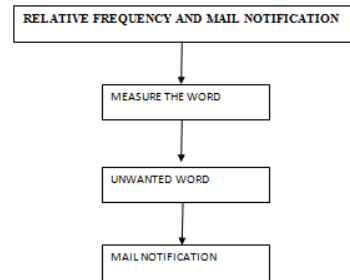 RELATIVE FREQUENCY AND MAIL NOTIFICATION
MEASURE THE WORD
UNWANTED WORD
MAIL NOTIFICATION